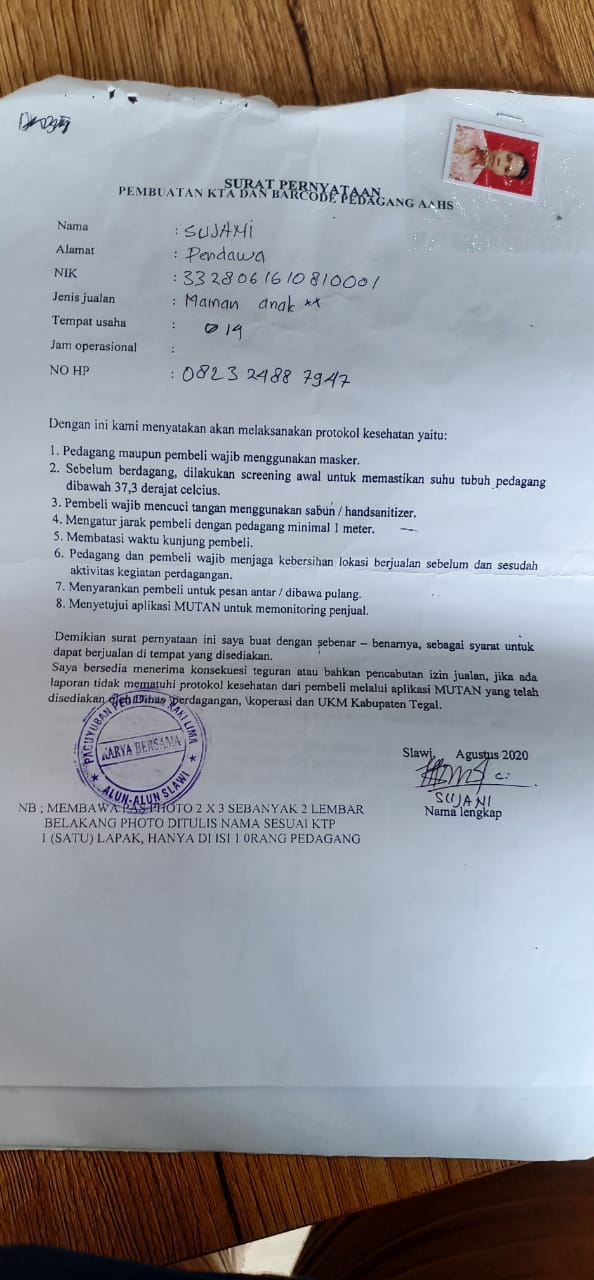 SURAT PERNYATAAN
PEMBUATAN KTA DAN BARCODE PEDAGANG AAHS
Nama : SUJAMI
Alamat : Pendawa
NIK : 3328061610810001
Jenis jualan : Mainan anak **
Tempat usaha : 019
Jam operasional :
NO HP : 0823 2488 7947
Dengan ini kami menyatakan akan melaksanakan protokol kesehatan yaitu:
1. Pedagang maupun pembeli wajib menggunakan masker.
2. Sebelum berdagang, dilakukan screening awal untuk memastikan suhu tubuh pedagang
dibawah 37,3 derajat celcius.
3. Pembeli wajib mencuci tangan menggunakan sabun / handsanitizer.
4. Mengatur jarak pembeli dengan pedagang minimal 1 meter.
5. Membatasi waktu kunjung pembeli.
6. Pedagang dan pembeli wajib menjaga kebersihan lokasi berjualan sebelum dan sesudah
aktivitas kegiatan perdagangan.
7. Menyarankan pembeli untuk pesan antar / dibawa pulang.
8. Menyetujui aplikasi MUTAN untuk memonitoring penjual.
Demikian surat pernyataan ini saya buat dengan sebenar – benarnya, sebagai syarat untuk
dapat berjualan di tempat yang disediakan.
Saya bersedia menerima konsekuesi teguran atau bahkan pencabutan izin jualan, jika ada
laporan tidak mematuhi protokol kesehatan dari pembeli melalui aplikasi MUTAN yang telah
disediakan oleh Dinas perdagangan, \koperasi dan UKM Kabupaten Tegal.
PAGUYUBAN PEDAGANG KAKI LIMA
KARYA BERSAMA
ALUN-ALUN SLAWI
Slawi, Agustus 2020
SUJANI
Nama lengkap
NB ; MEMBAWA PAS PHOTO 2 X 3 SEBANYAK 2 LEMBAR
BELAKANG PHOTO DITULIS NAMA SESUAI KTP
1 (SATU) LAPAK, HANYA DI ISI 1 0RANG PEDAGANG